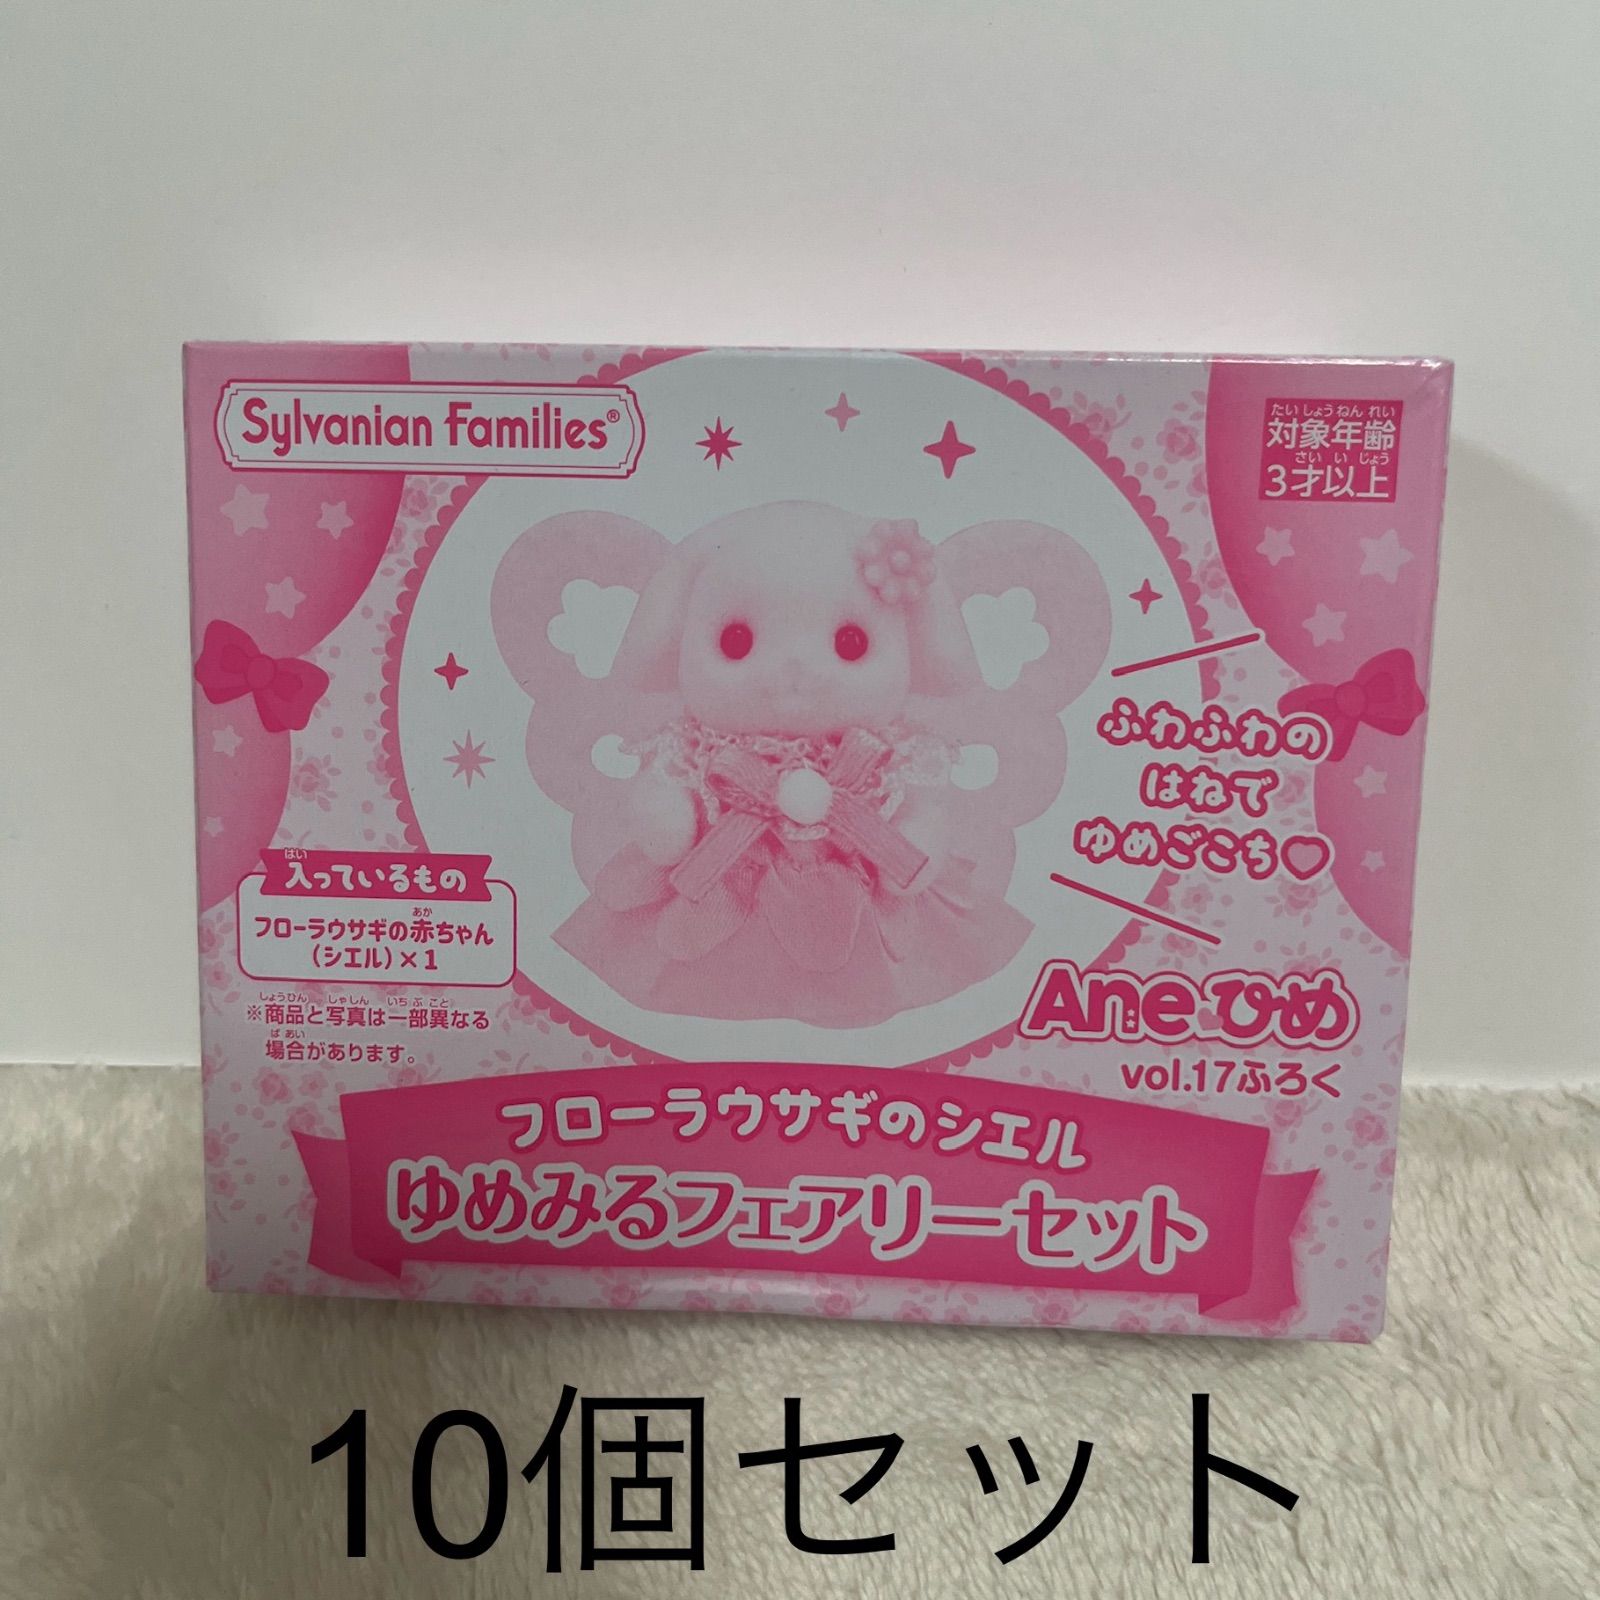 Sylvanian Families®
たいしょうねんれい
対象年齢
さい いじょう
3才以上
ふわふわの
はねで
ゆめごこち♡
はい
入っているもの
あか
フローラウサギの赤ちゃん
(シエル)×1
しょうひん しゃしん いちぶこと
※商品と写真は一部異なる
ばあい
場合があります。
Aneひめ
vol.17ふろく
フローラウサギのシエル
ゆめみるフェアリーセット
10個セット